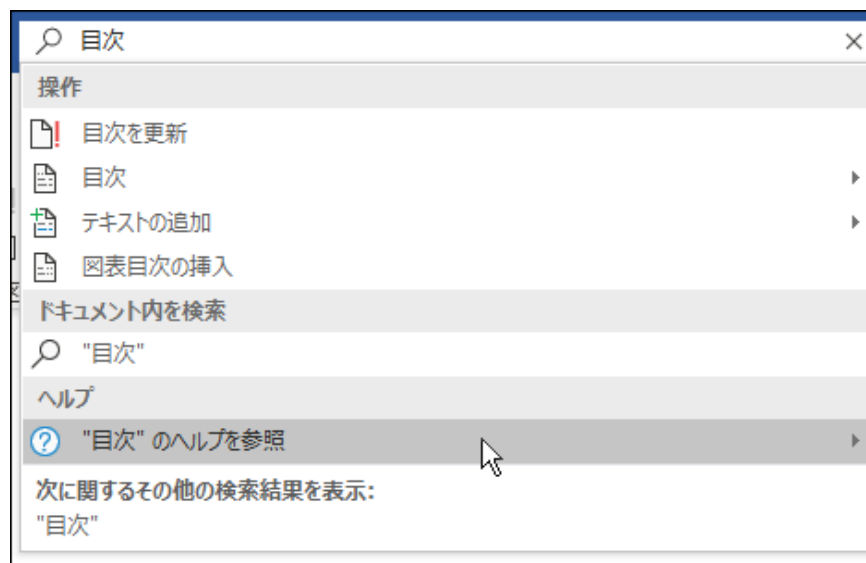 目次
操作
目次を更新
目次
テキストの追加
図表目次の挿入
ドキュメント内を検索
"目次"
ヘルプ
"目次" のヘルプを参照
次に関するその他の検索結果を表示:
"目次"